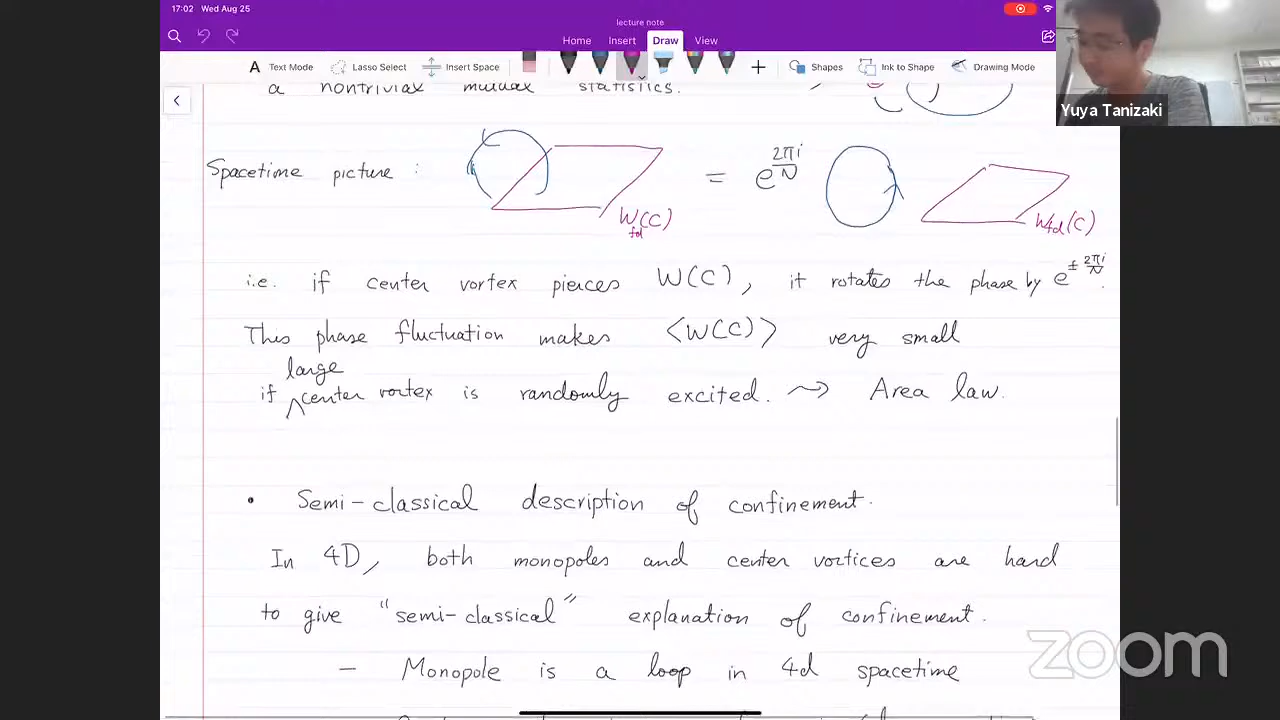 17:02 Wed Aug 25
lecture note
Home Insert Draw View
Text Mode Lasso Select Insert Space Shapes Ink to Shape Drawing Mode
a nontrivial mutual statistics.
Yuya Tanizaki
Spacetime picture : = e^{2πi/N}
W_{fd}(C) W_{fd}(C)
i.e. if center vortex pierces W(C), it rotates the phase by e^{± 2πi/N}.
This phase fluctuation makes <W(C)> very small
large
if center vortex is randomly excited. ⇝ Area law.
• Semi-classical description of confinement.
In 4D, both monopoles and center vortices are hard
to give "semi-classical" explanation of confinement.
– Monopole is a loop in 4d spacetime
zoom